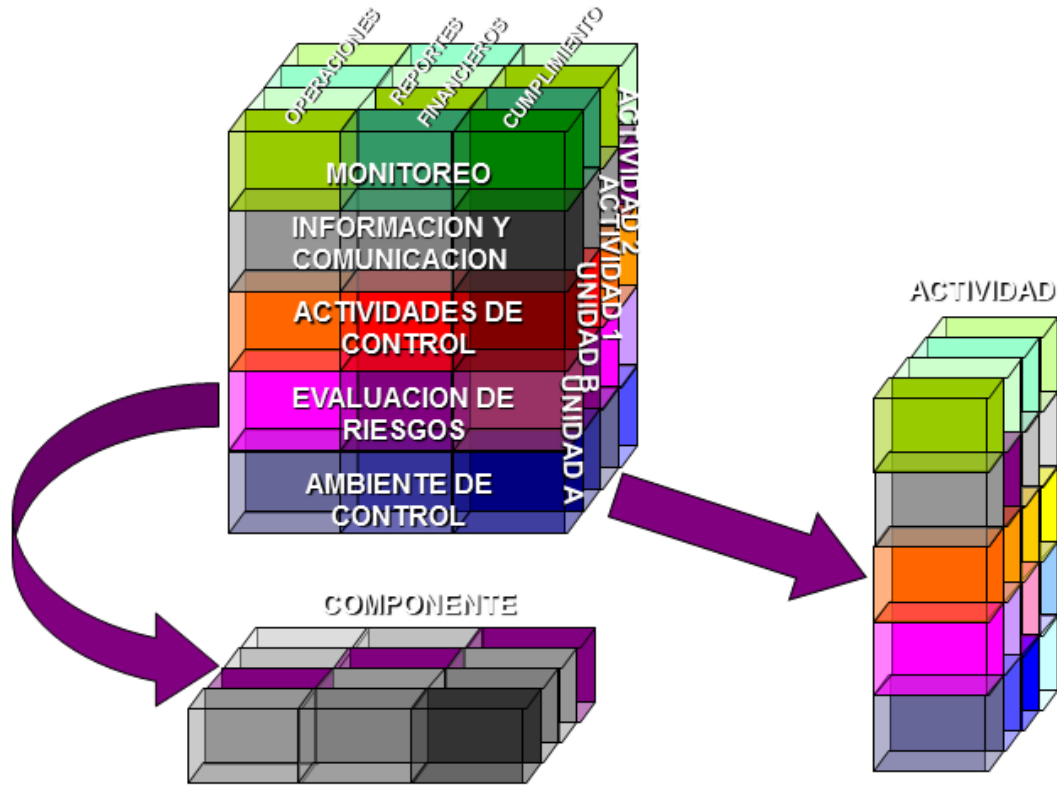 OPERACIONES
REPORTES
FINANCIEROS
CUMPLIMIENTO
MONITOREO
INFORMACION Y
COMUNICACION
ACTIVIDADES DE
CONTROL
EVALUACION DE
RIESGOS
AMBIENTE DE
CONTROL
UNIDAD A
UNIDAD B
ACTIVIDAD 1
ACTIVIDAD 2
ACTIVIDAD
COMPONENTE